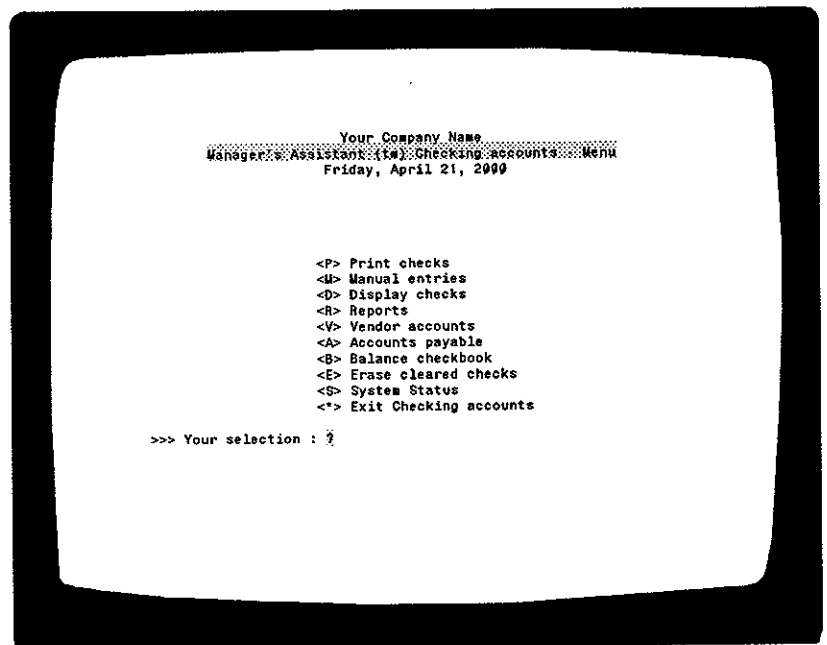 Your Company Name
Manager's Assistant (tm) Checking accounts Menu
Friday, April 21, 2000
<P> Print checks
<M> Manual entries
<D> Display checks
<R> Reports
<V> Vendor accounts
<A> Accounts payable
<B> Balance checkbook
<E> Erase cleared checks
<S> System Status
<*> Exit Checking accounts
>>> Your selection : ?